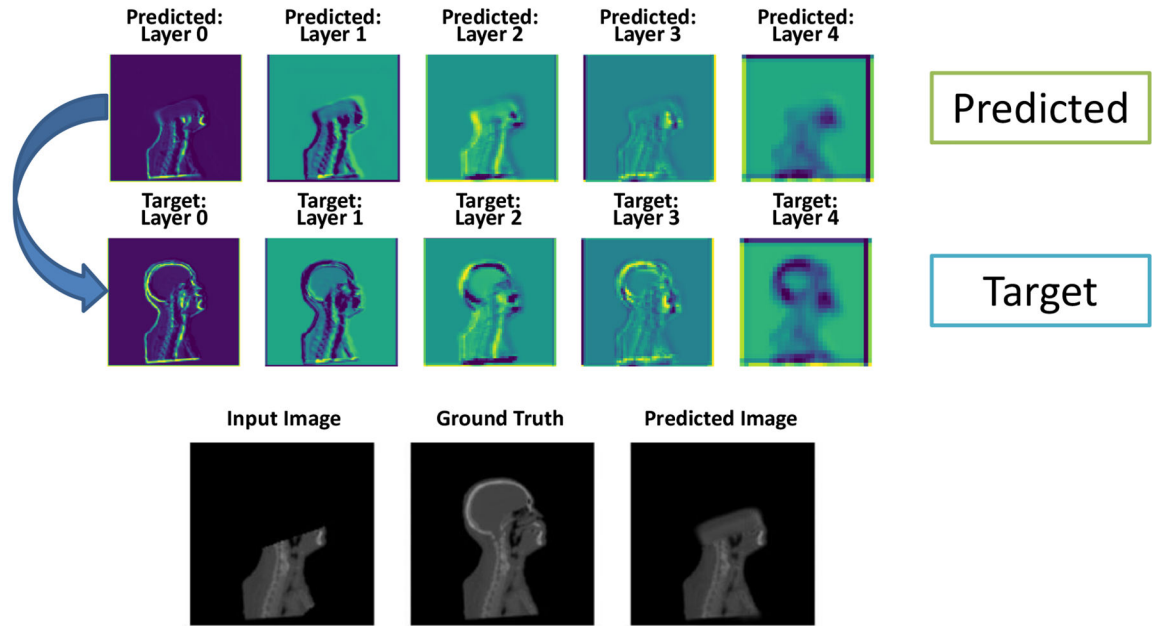 Predicted:
Layer 0
Predicted:
Layer 1
Predicted:
Layer 2
Predicted:
Layer 3
Predicted:
Layer 4
Predicted
Target:
Layer 0
Target:
Layer 1
Target:
Layer 2
Target:
Layer 3
Target:
Layer 4
Target
Input Image
Ground Truth
Predicted Image